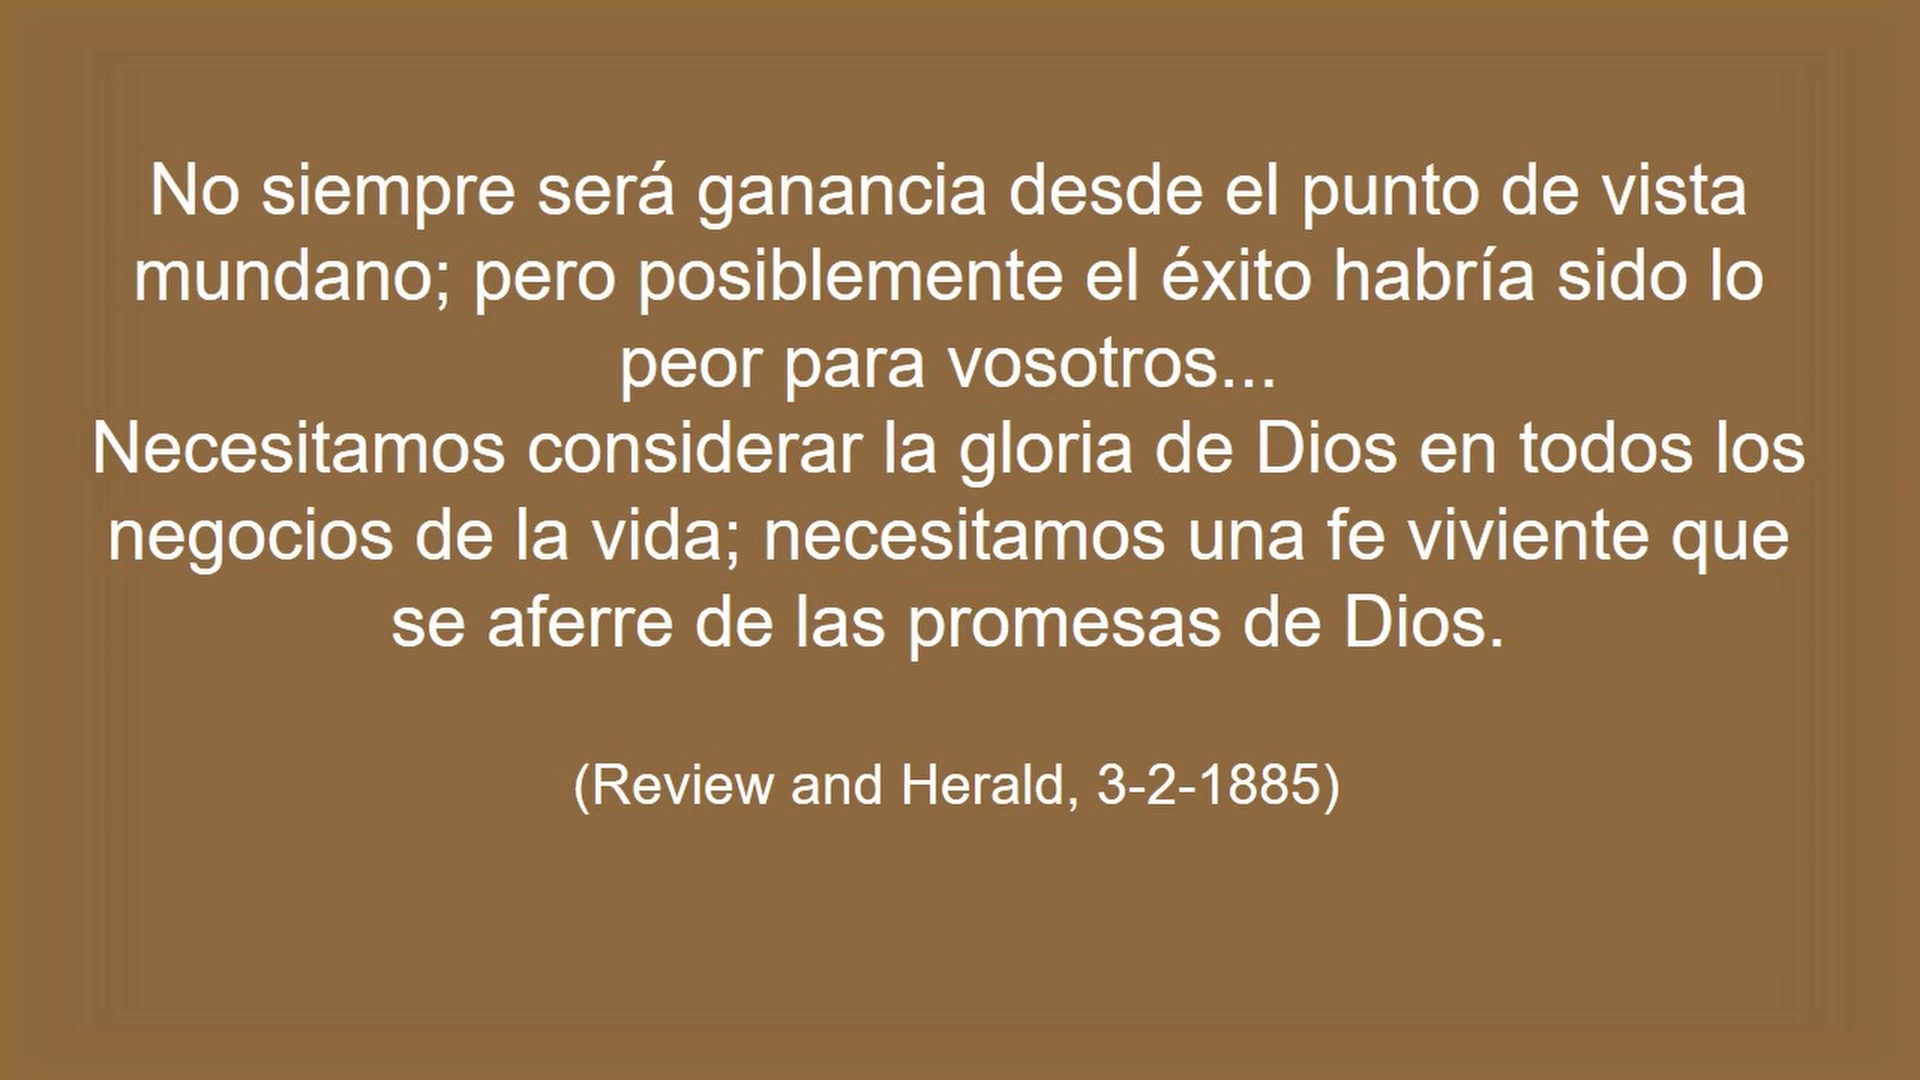 No siempre será ganancia desde el punto de vista
mundano; pero posiblemente el éxito habría sido lo
peor para vosotros...
Necesitamos considerar la gloria de Dios en todos los
negocios de la vida; necesitamos una fe viviente que
se aferre de las promesas de Dios.
(Review and Herald, 3-2-1885)